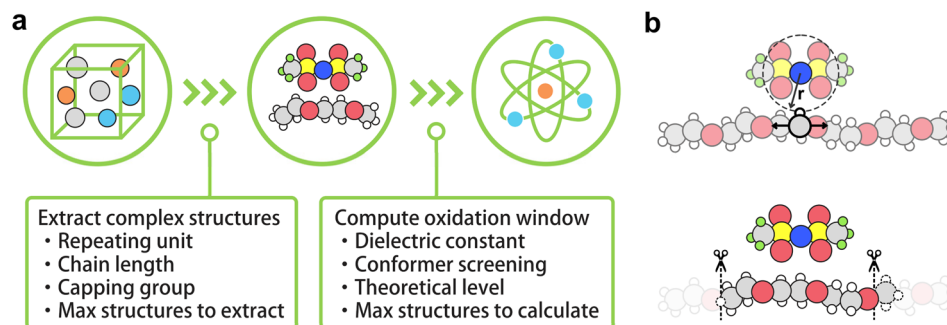 a
b
r
Extract complex structures
・Repeating unit
・Chain length
・Capping group
・Max structures to extract
Compute oxidation window
・Dielectric constant
・Conformer screening
・Theoretical level
・Max structures to calculate